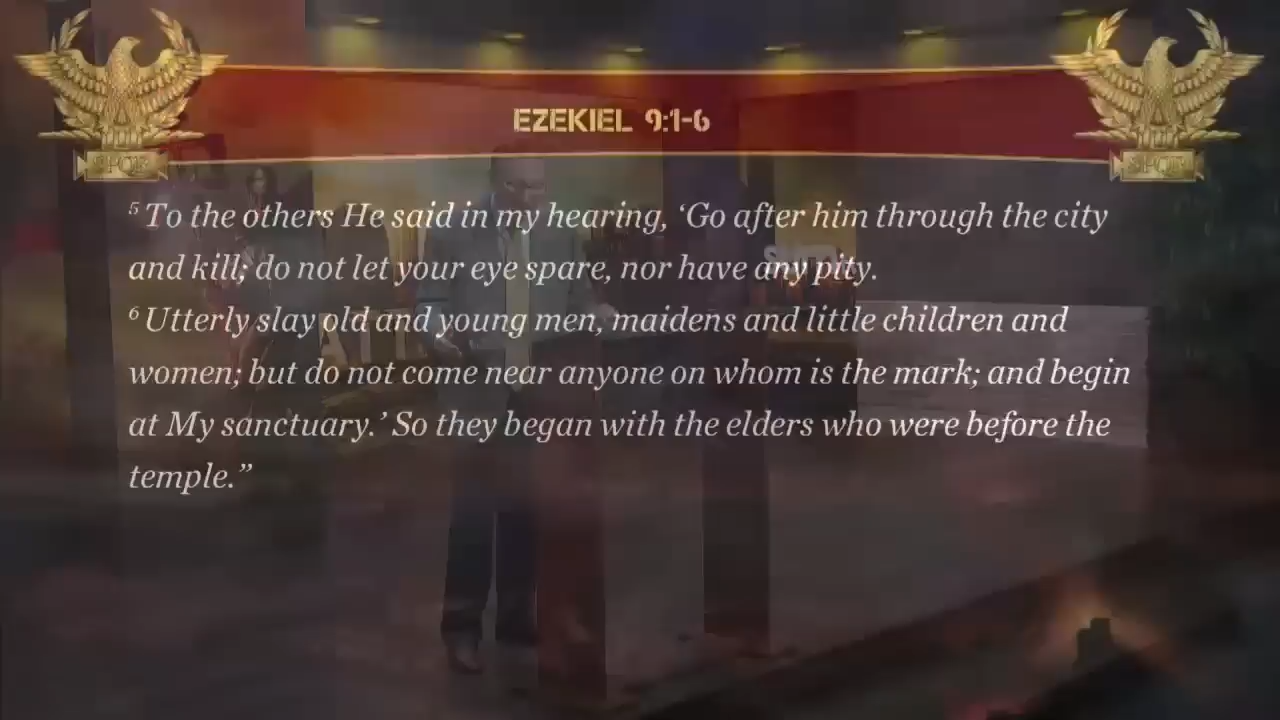 EZEKIEL 9:1-6
SPQR
SPQR
⁵ To the others He said in my hearing, ‘Go after him through the city
and kill; do not let your eye spare, nor have any pity.
⁶ Utterly slay old and young men, maidens and little children and
women; but do not come near anyone on whom is the mark; and begin
at My sanctuary.’ So they began with the elders who were before the
temple.”